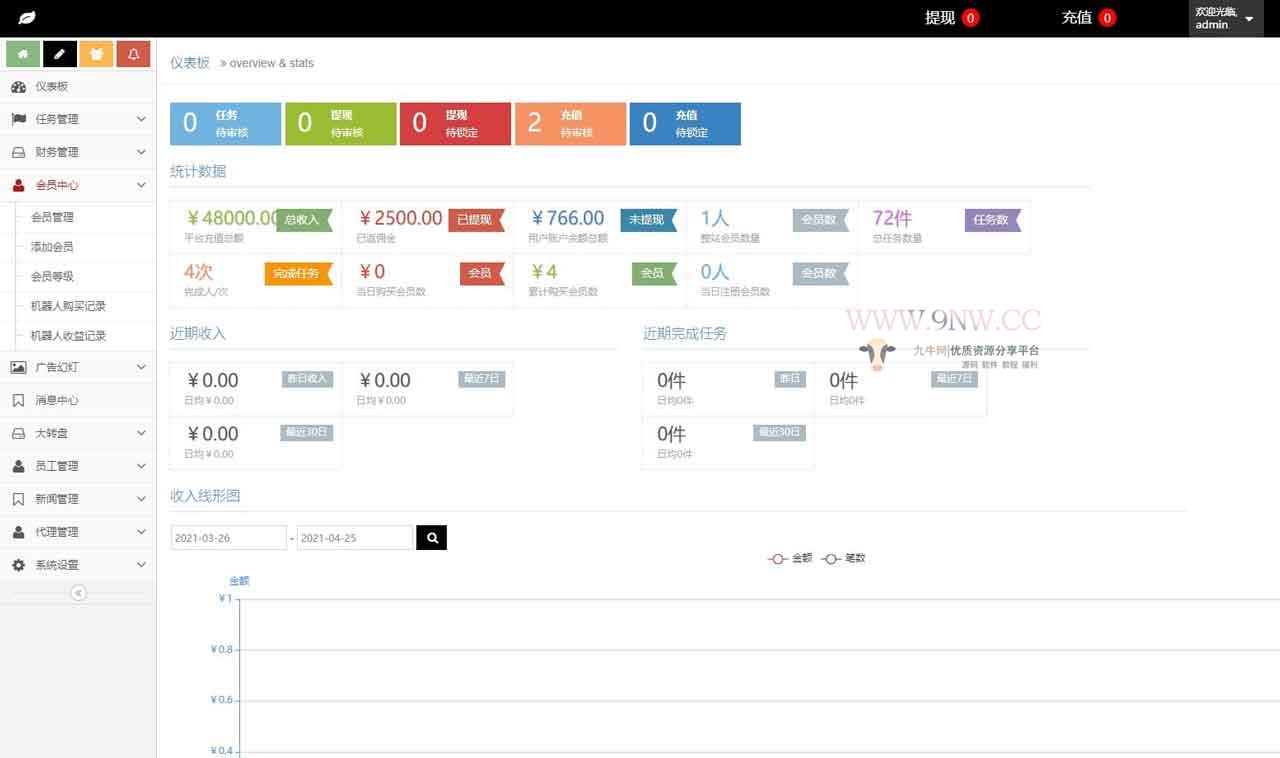 提现 0 充值 0 欢迎光临,
admin
仪表板
任务管理
财务管理
会员中心
会员管理
添加会员
会员等级
机器人购买记录
机器人收益记录
广告幻灯
消息中心
大转盘
员工管理
新闻管理
代理管理
系统设置
仪表板 » overview & stats
0 任务 待审核
0 提现 待审核
0 提现 待锁定
2 充值 待审核
0 充值 待锁定
统计数据
¥48000.00 总收入
平台充值总额
¥2500.00 已提现
已返佣金
¥766.00 未提现
用户账户余额总额
1人 会员数
整站会员数量
72件 任务数
总任务数量
4次 完成任务
完成人/次
¥0 会员
当日购买会员数
¥4 会员
累计购买会员数
0人 会员数
当日注册会员数
WWW.9NW.CC
九牛网|优质资源分享平台
源码 软件 教程 福利
近期收入
¥0.00 昨日收入
日均¥0.00
¥0.00 最近7日
日均¥0.00
¥0.00 最近30日
日均¥0.00
近期完成任务
0件 昨日
日均0件
0件 最近7日
日均0件
0件 最近30日
日均0件
收入线形图
2021-03-26 - 2021-04-25
金额 笔数
金额
¥1
¥0.8
¥0.6
¥0.4